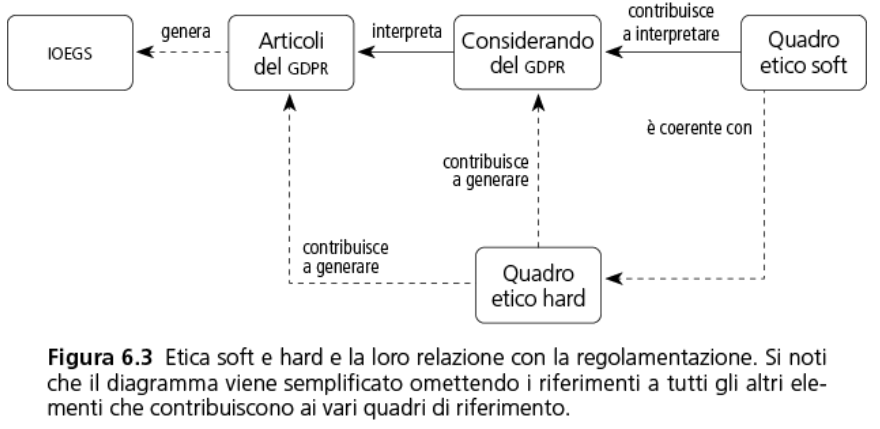 IOEGS
genera
Articoli
del GDPR
interpreta
Considerando
del GDPR
contribuisce
a interpretare
Quadro
etico soft
è coerente con
contribuisce
a generare
contribuisce
a generare
Quadro
etico hard
Figura 6.3 Etica soft e hard e la loro relazione con la regolamentazione. Si noti
che il diagramma viene semplificato omettendo i riferimenti a tutti gli altri ele-
menti che contribuiscono ai vari quadri di riferimento.